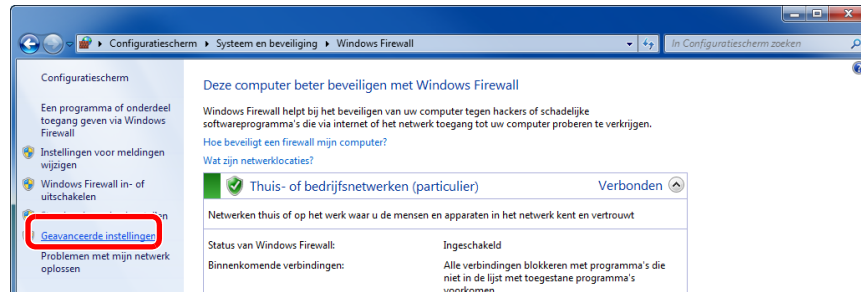 Configuratiescherm ▸ Systeem en beveiliging ▸ Windows Firewall
In Configuratiescherm zoeken
Configuratiescherm
Een programma of onderdeel
toegang geven via Windows
Firewall
Instellingen voor meldingen
wijzigen
Windows Firewall in- of
uitschakelen
Geavanceerde instellingen
Problemen met mijn netwerk
oplossen
Deze computer beter beveiligen met Windows Firewall
Windows Firewall helpt bij het beveiligen van uw computer tegen hackers of schadelijke
softwareprogramma's die via internet of het netwerk toegang tot uw computer proberen te verkrijgen.
Hoe beveiligt een firewall mijn computer?
Wat zijn netwerklocaties?
Thuis- of bedrijfsnetwerken (particulier) Verbonden
Netwerken thuis of op het werk waar u de mensen en apparaten in het netwerk kent en vertrouwt
Status van Windows Firewall: Ingeschakeld
Binnenkomende verbindingen: Alle verbindingen blokkeren met programma's die
niet in de lijst met toegestane programma's
voorkomen